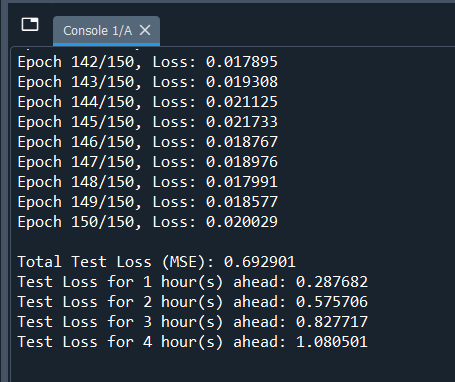 Console 1/A
Epoch 142/150, Loss: 0.017895
Epoch 143/150, Loss: 0.019308
Epoch 144/150, Loss: 0.021125
Epoch 145/150, Loss: 0.021733
Epoch 146/150, Loss: 0.018767
Epoch 147/150, Loss: 0.018976
Epoch 148/150, Loss: 0.017991
Epoch 149/150, Loss: 0.018577
Epoch 150/150, Loss: 0.020029
Total Test Loss (MSE): 0.692901
Test Loss for 1 hour(s) ahead: 0.287682
Test Loss for 2 hour(s) ahead: 0.575706
Test Loss for 3 hour(s) ahead: 0.827717
Test Loss for 4 hour(s) ahead: 1.080501